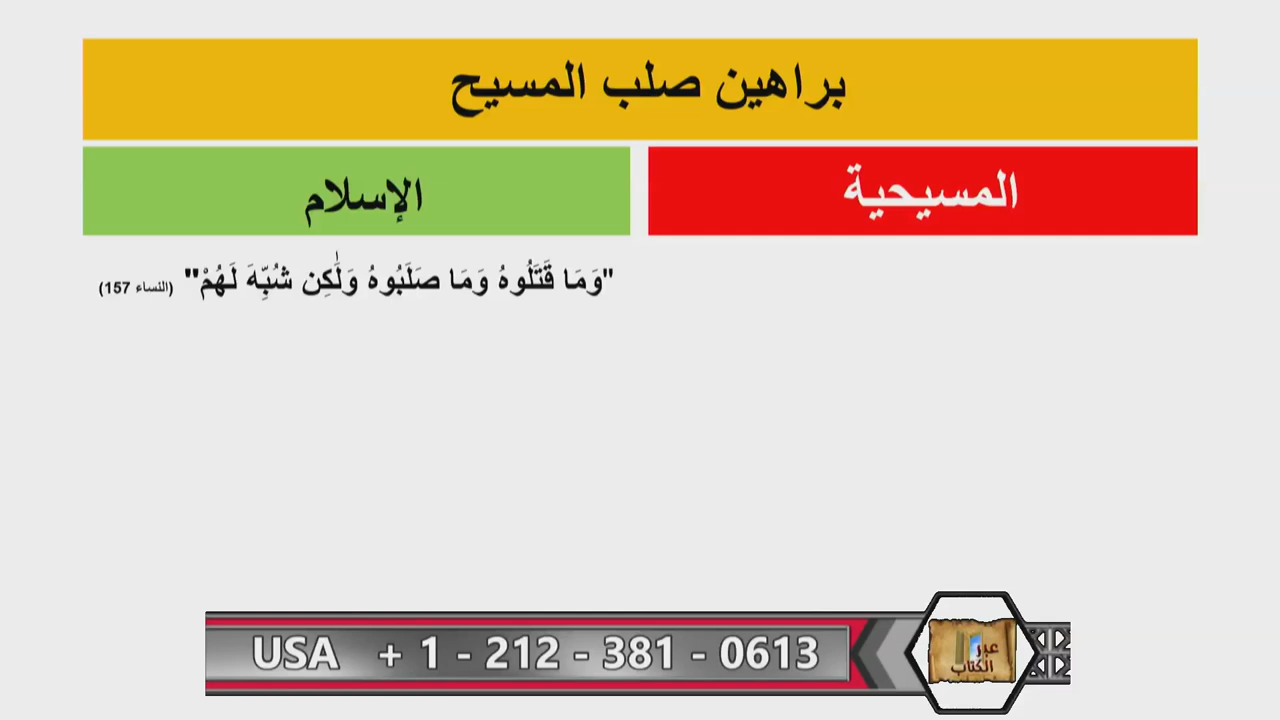 براهين صلب المسيح
المسيحية
الإسلام
"وَمَا قَتَلُوهُ وَمَا صَلَبُوهُ وَلَٰكِن شُبِّهَ لَهُمْ" (النساء 157)
USA + 1 - 212 - 381 - 0613
عبر
الكتاب